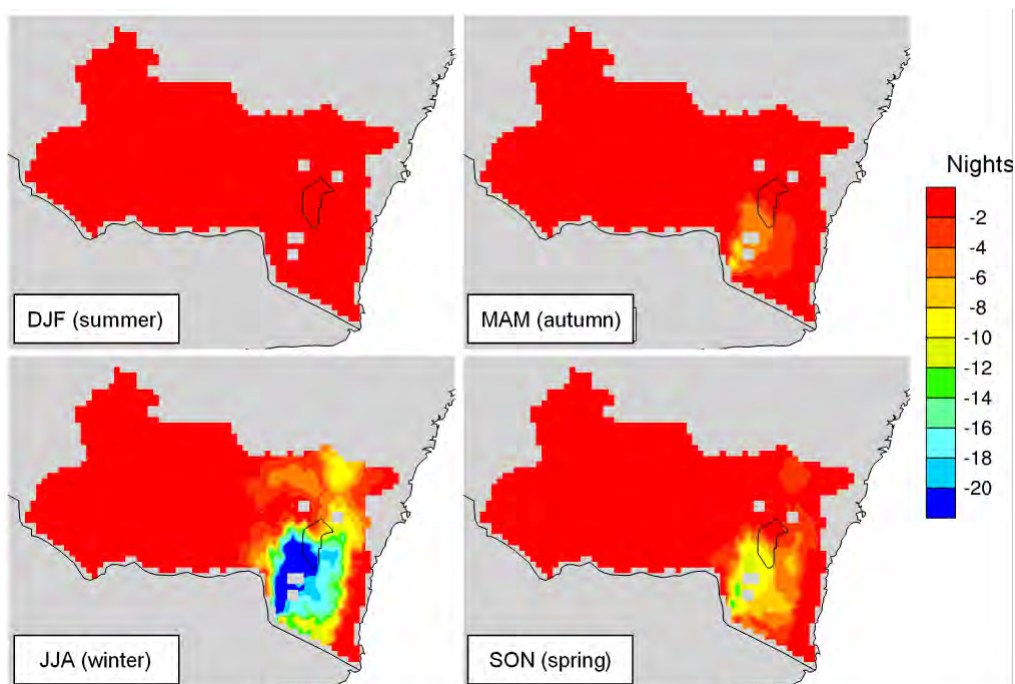 Nights
-2
-4
-6
-8
-10
-12
-14
-16
-18
-20
DJF (summer)
MAM (autumn)
JJA (winter)
SON (spring)